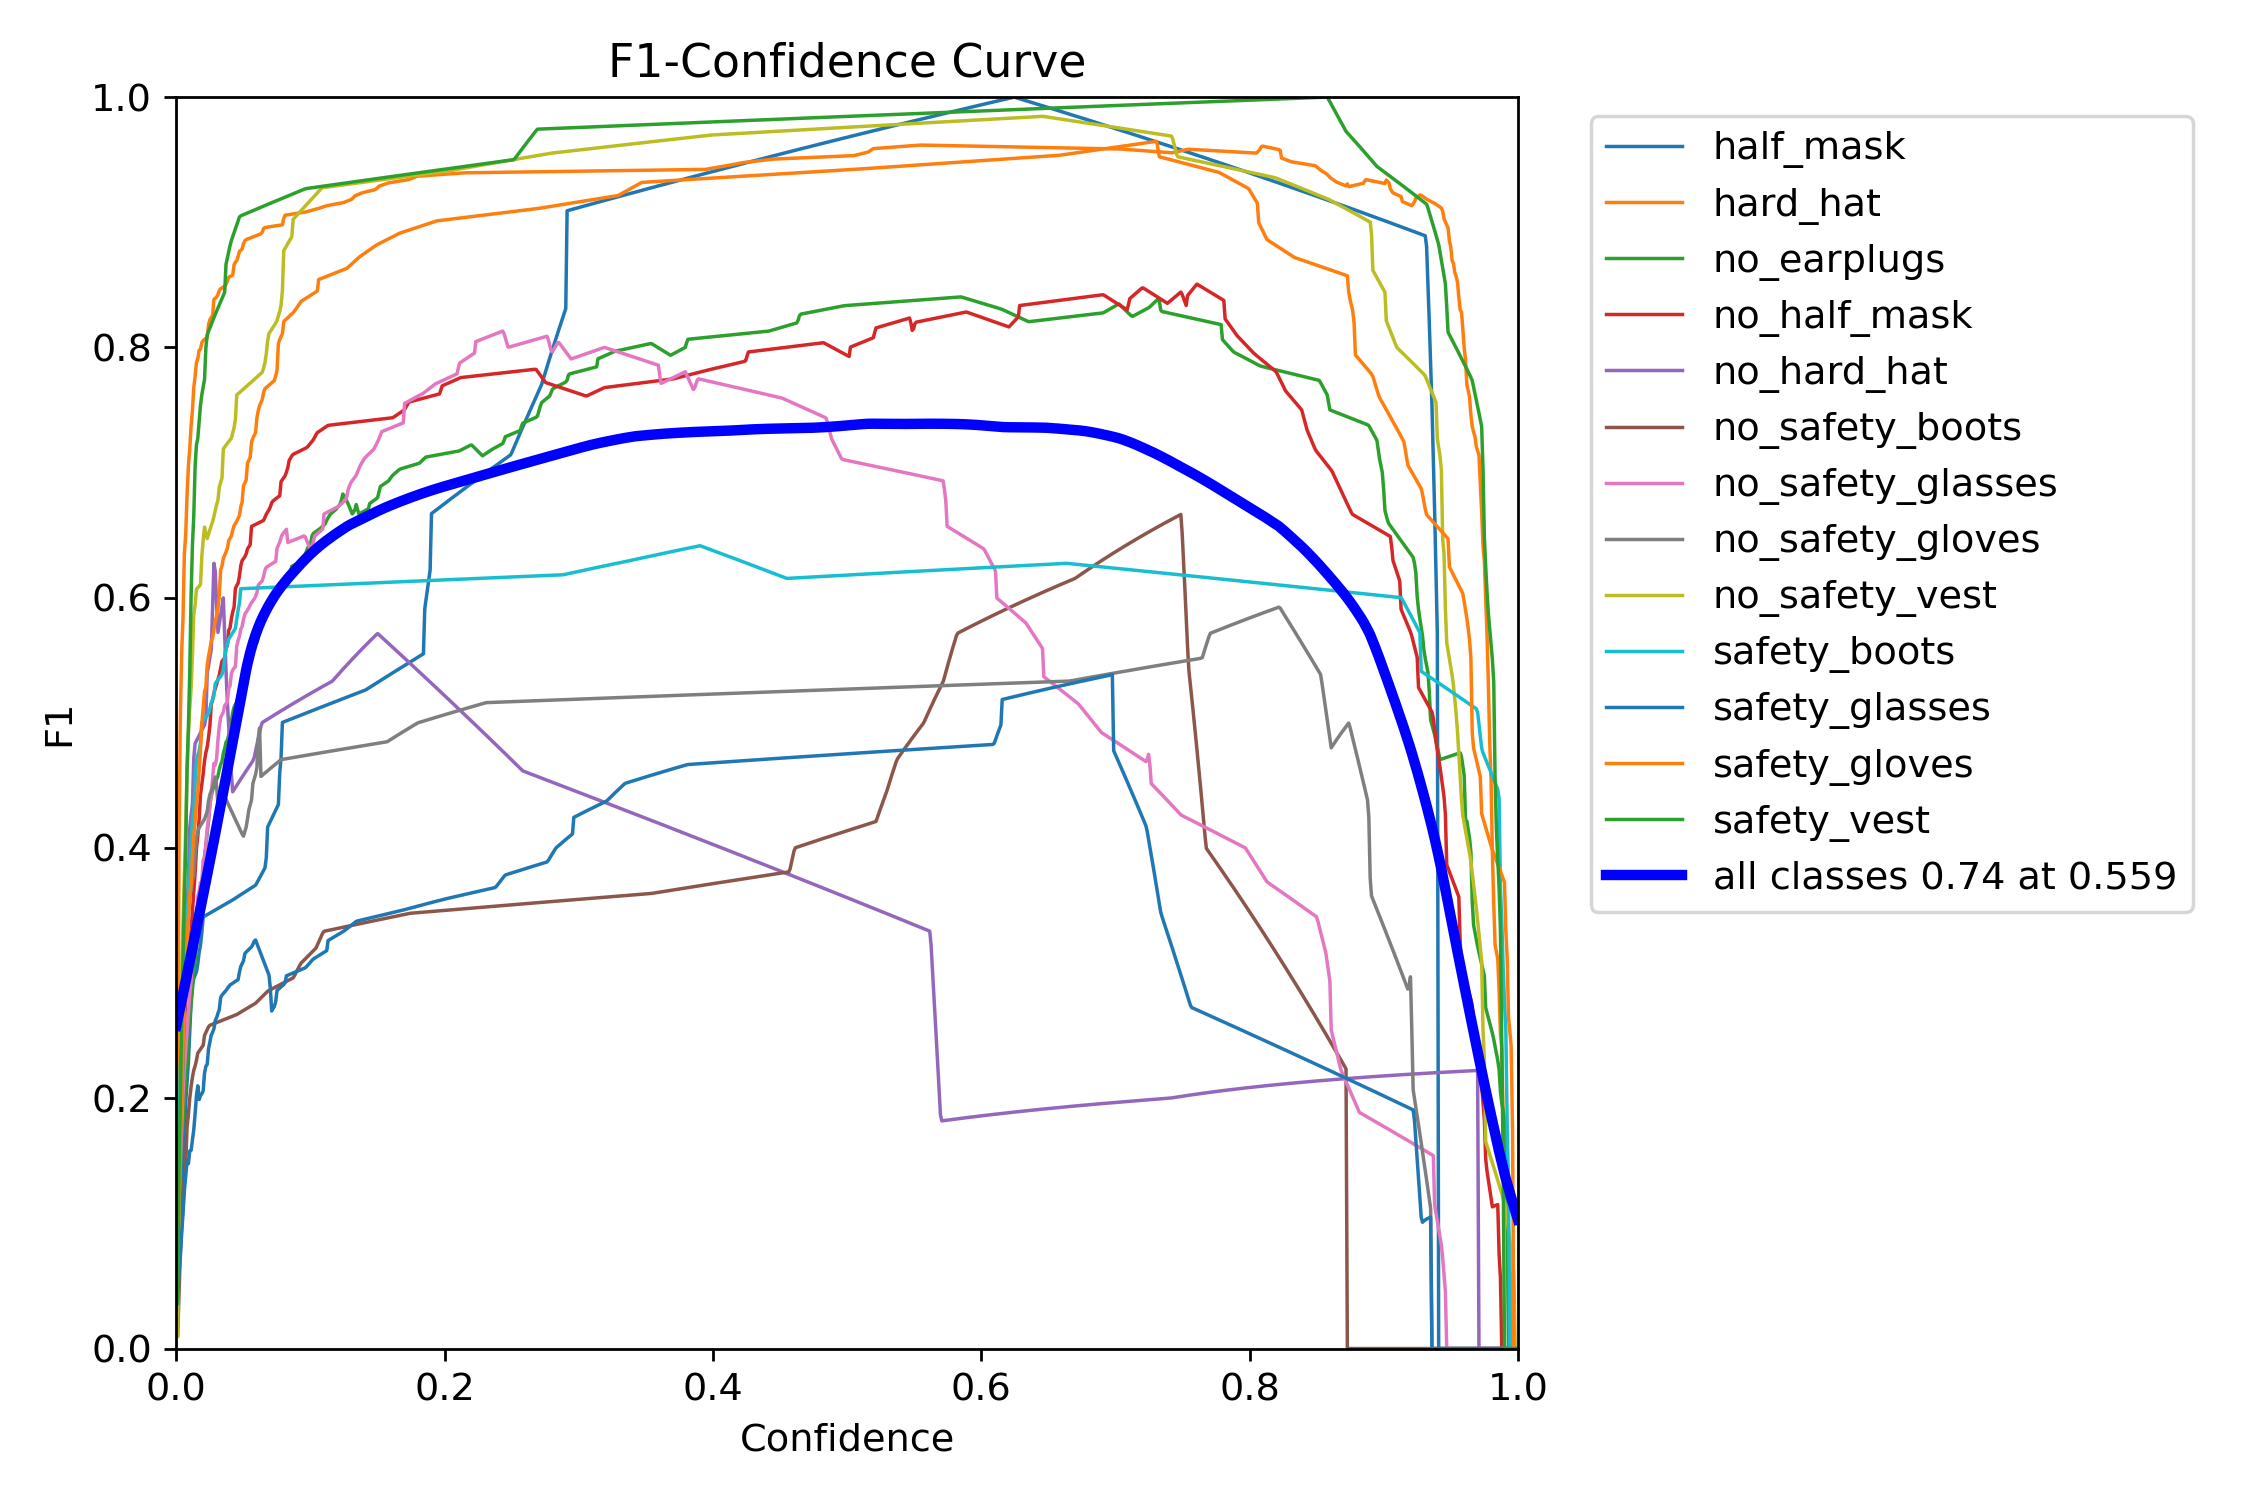 F1-Confidence Curve
1.0
0.8
0.6
0.4
0.2
0.0
F1
0.0 0.2 0.4 0.6 0.8 1.0
Confidence
half_mask
hard_hat
no_earplugs
no_half_mask
no_hard_hat
no_safety_boots
no_safety_glasses
no_safety_gloves
no_safety_vest
safety_boots
safety_glasses
safety_gloves
safety_vest
all classes 0.74 at 0.559